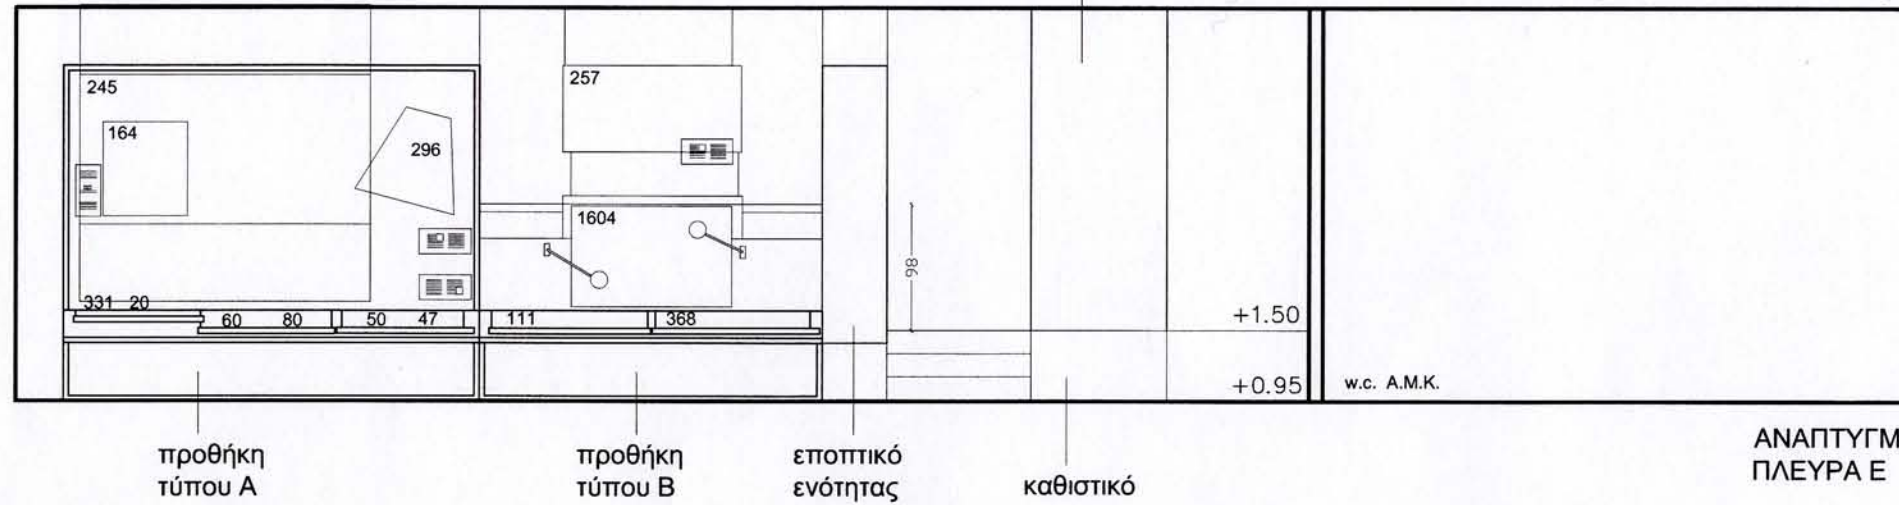 245
257
164
296
1604
98
331 20
60 80 50 47 111 368
+1.50
+0.95
w.c. A.M.K.
προθήκη
τύπου Α
προθήκη
τύπου Β
εποπτικό
ενότητας
καθιστικό
ΑΝΑΠΤΥΓΜ
ΠΛΕΥΡΑ Ε